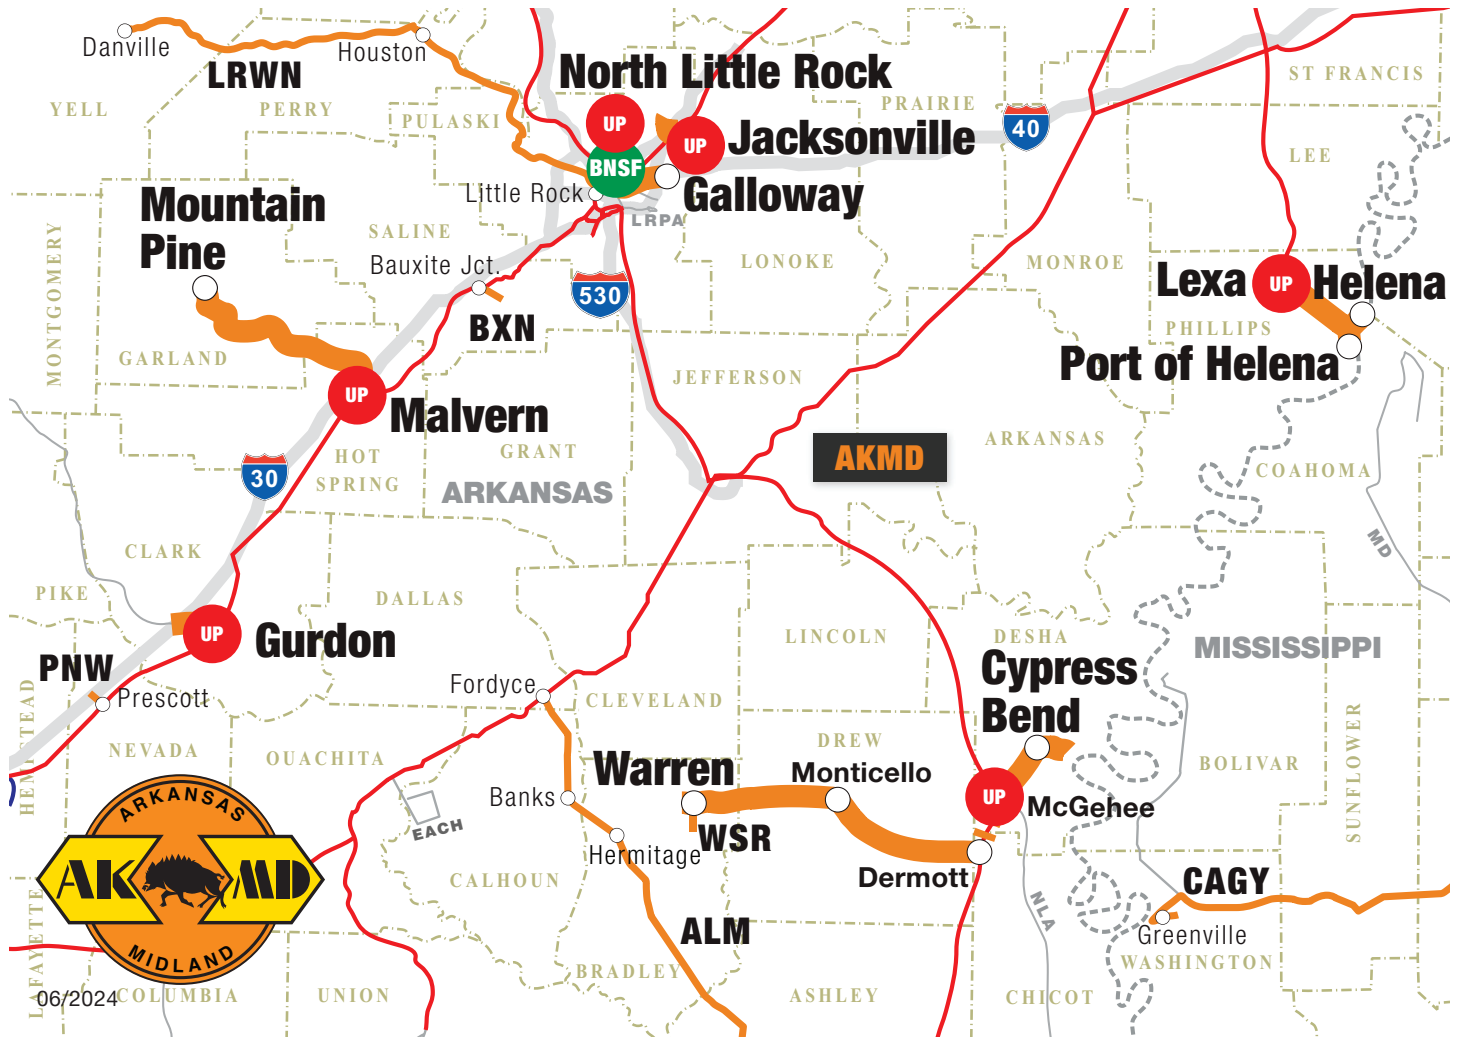 Danville
Houston
LRWN
YELL
PERRY
PULASKI
North Little Rock
UP
BNSF
UP
Jacksonville
Galloway
PRAIRIE
40
ST FRANCIS
LEE
Little Rock
LRPA
Mountain
Pine
MONTGOMERY
SALINE
Bauxite Jct.
BXN
530
LONOKE
MONROE
Lexa
UP
Helena
PHILLIPS
Port of Helena
GARLAND
UP
Malvern
JEFFERSON
AKMD
ARKANSAS
COAHOMA
HOT
SPRING
GRANT
30
ARKANSAS
MD
CLARK
PIKE
DALLAS
UP
Gurdon
LINCOLN
DESHA
MISSISSIPPI
PNW
Prescott
HEMPSTEAD
Fordyce
CLEVELAND
Cypress
Bend
NEVADA
OUACHITA
DREW
BOLIVAR
SUNFLOWER
Warren
Monticello
UP
McGehee
Banks
EACH
WSR
Hermitage
Dermott
ARKANSAS
AK MD
MIDLAND
CALHOUN
CAGY
Greenville
NLA
ALM
LAFAYETTE
BRADLEY
WASHINGTON
06/2024
COLUMBIA
UNION
ASHLEY
CHICOT